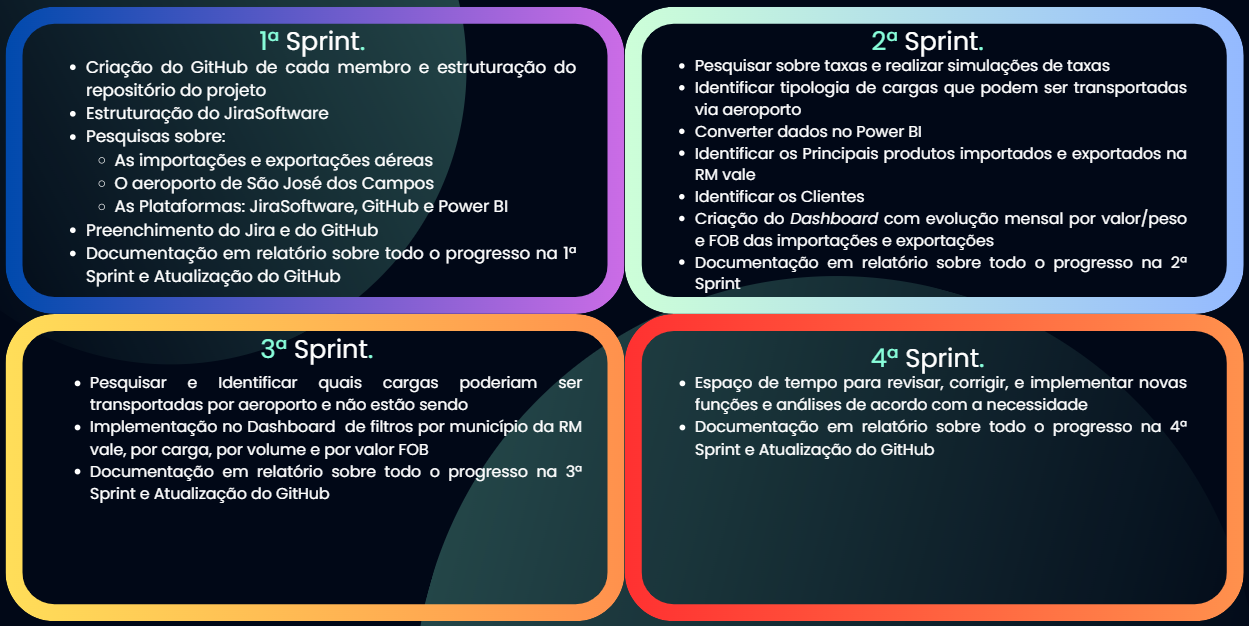 1ª Sprint.
• Criação do GitHub de cada membro e estruturação do
repositório do projeto
• Estruturação do JiraSoftware
• Pesquisas sobre:
○ As importações e exportações aéreas
○ O aeroporto de São José dos Campos
○ As Plataformas: JiraSoftware, GitHub e Power BI
• Preenchimento do Jira e do GitHub
• Documentação em relatório sobre todo o progresso na 1ª
Sprint e Atualização do GitHub
2ª Sprint.
• Pesquisar sobre taxas e realizar simulações de taxas
• Identificar tipologia de cargas que podem ser transportadas
via aeroporto
• Converter dados no Power BI
• Identificar os Principais produtos importados e exportados na
RM vale
• Identificar os Clientes
• Criação do Dashboard com evolução mensal por valor/peso
e FOB das importações e exportações
• Documentação em relatório sobre todo o progresso na 2ª
Sprint
3ª Sprint.
• Pesquisar e Identificar quais cargas poderiam ser
transportadas por aeroporto e não estão sendo
• Implementação no Dashboard de filtros por município da RM
vale, por carga, por volume e por valor FOB
• Documentação em relatório sobre todo o progresso na 3ª
Sprint e Atualização do GitHub
4ª Sprint.
• Espaço de tempo para revisar, corrigir, e implementar novas
funções e análises de acordo com a necessidade
• Documentação em relatório sobre todo o progresso na 4ª
Sprint e Atualização do GitHub